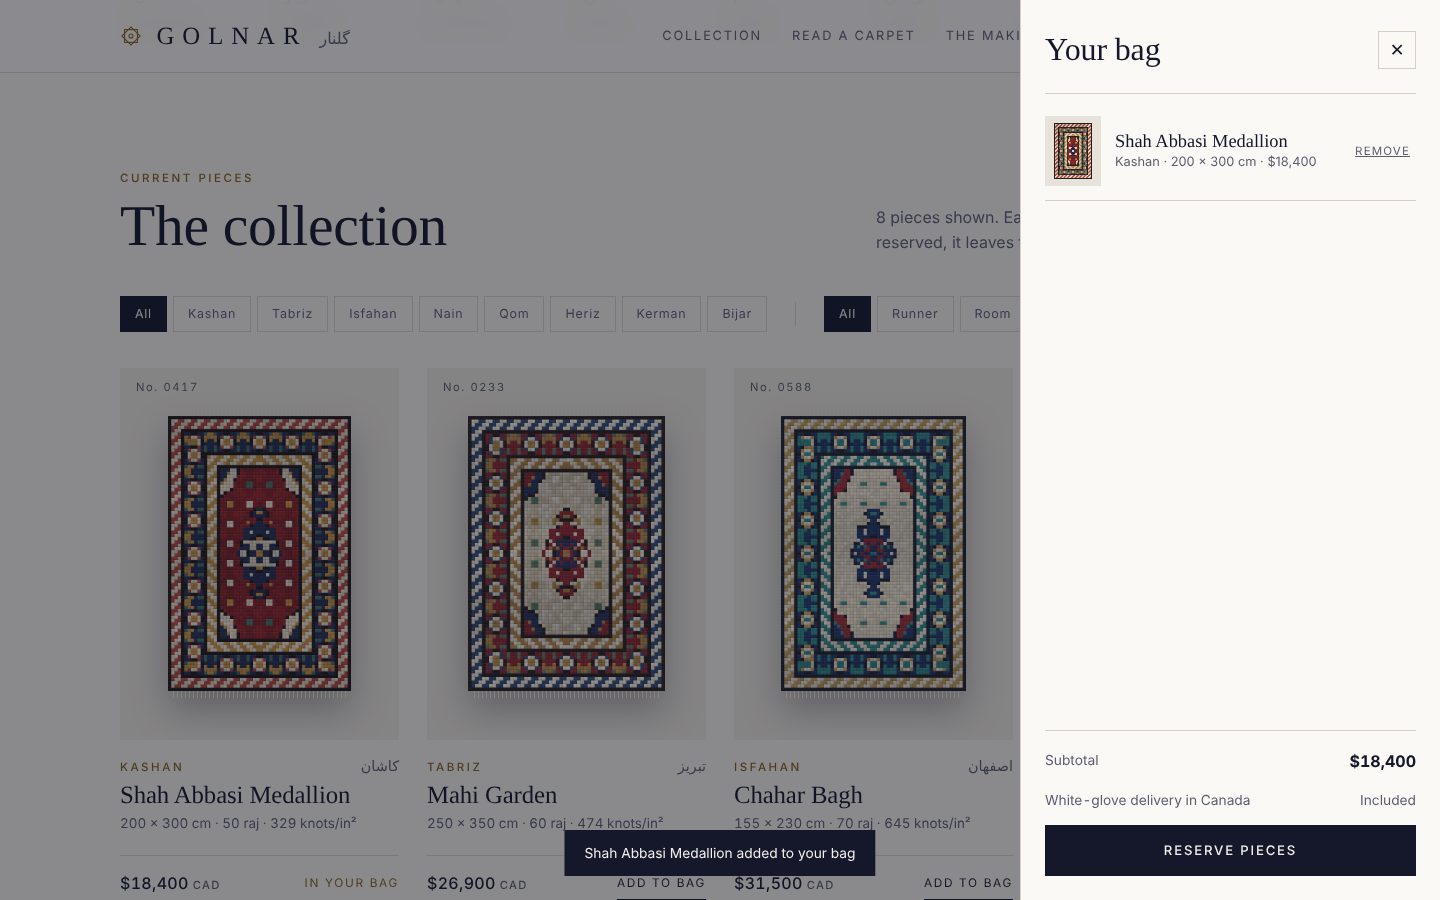 GOLNAR گلنار
COLLECTION READ A CARPET THE MAKI
CURRENT PIECES
The collection
8 pieces shown. Ea
reserved, it leaves
All Kashan Tabriz Isfahan Nain Qom Heriz Kerman Bijar All Runner Room
No. 0417
No. 0233
No. 0588
KASHAN کاشان
Shah Abbasi Medallion
200 × 300 cm · 50 raj · 329 knots/in²
$18,400 CAD IN YOUR BAG
TABRIZ تبریز
Mahi Garden
250 × 350 cm · 60 raj · 474 knots/in²
$26,900 CAD ADD TO BAG
ISFAHAN اصفهان
Chahar Bagh
155 × 230 cm · 70 raj · 645 knots/in²
$31,500 CAD ADD TO BAG
Shah Abbasi Medallion added to your bag
Your bag
✕
Shah Abbasi Medallion
Kashan · 200 × 300 cm · $18,400
REMOVE
Subtotal $18,400
White-glove delivery in Canada Included
RESERVE PIECES